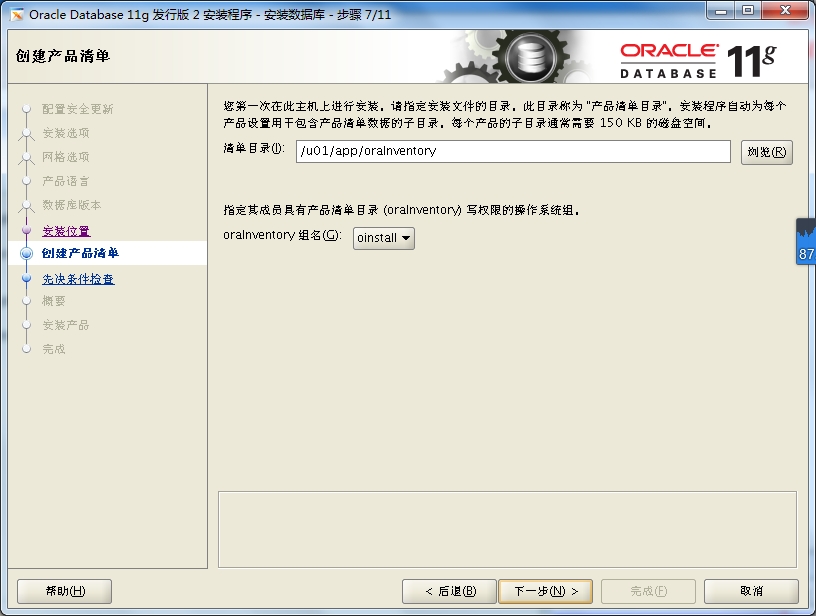 Oracle Database 11g 发行版 2 安装程序 - 安装数据库 - 步骤 7/11
创建产品清单
ORACLE
DATABASE
11g
配置安全更新
安装选项
网格选项
产品语言
数据库版本
安装位置
创建产品清单
先决条件检查
概要
安装产品
完成
您第一次在此主机上进行安装。请指定安装文件的目录。此目录称为 "产品清单目录"。安装程序自动为每个
产品设置用于包含产品清单数据的子目录。每个产品的子目录通常需要 150 KB 的磁盘空间。
清单目录(I): /u01/app/oraInventory 浏览(R)
指定其成员具有产品清单目录 (oraInventory) 写权限的操作系统组。
oraInventory 组名(G): oinstall
87
帮助(H) < 后退(B) 下一步(N) > 完成(F) 取消